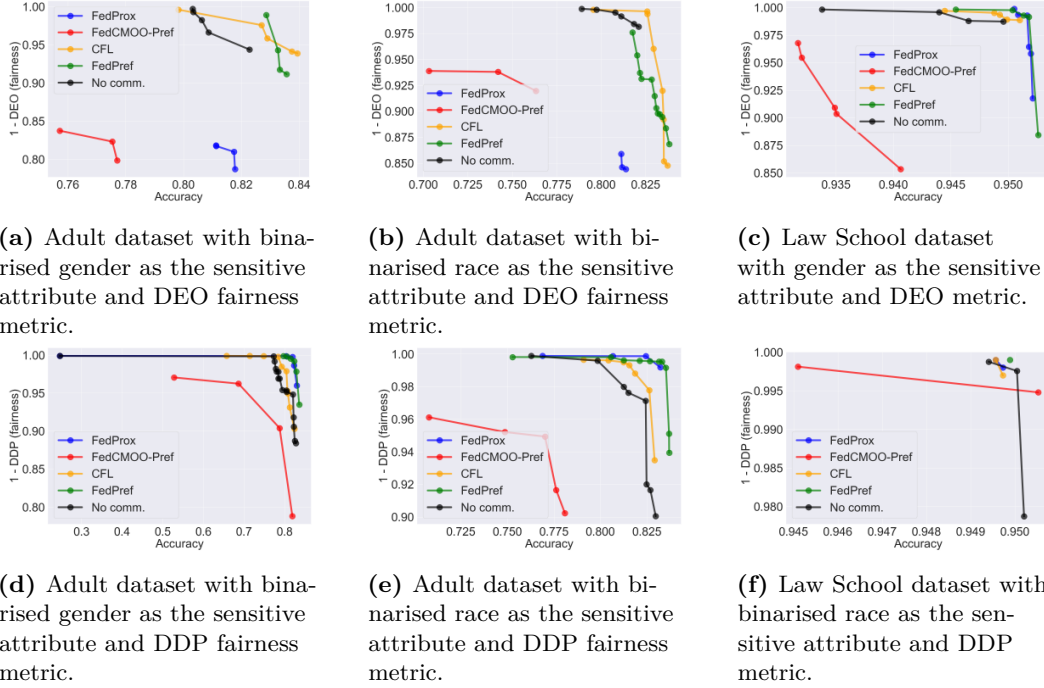 1.00
0.95
0.90
0.85
0.80
1 - DEO (fairness)
FedProx
FedCMOO-Pref
CFL
FedPref
No comm.
0.76
0.78
0.80
0.82
0.84
Accuracy
1.000
0.975
0.950
0.925
0.900
0.875
0.850
1 - DEO (fairness)
FedProx
FedCMOO-Pref
CFL
FedPref
No comm.
0.700
0.725
0.750
0.775
0.800
0.825
Accuracy
1.000
0.975
0.950
0.925
0.900
0.875
0.850
1 - DEO (fairness)
FedProx
FedCMOO-Pref
CFL
FedPref
No comm.
0.935
0.940
0.945
0.950
Accuracy
(a) Adult dataset with bina-
rised gender as the sensitive
attribute and DEO fairness
metric.
(b) Adult dataset with bi-
narised race as the sensitive
attribute and DEO fairness
metric.
(c) Law School dataset
with gender as the sensitive
attribute and DEO metric.
1.00
0.95
0.90
0.85
0.80
1 - DDP (fairness)
FedProx
FedCMOO-Pref
CFL
FedPref
No comm.
0.3
0.4
0.5
0.6
0.7
0.8
Accuracy
1.00
0.98
0.96
0.94
0.92
0.90
1 - DDP (fairness)
FedProx
FedCMOO-Pref
CFL
FedPref
No comm.
0.725
0.750
0.775
0.800
0.825
Accuracy
1.000
0.995
0.990
0.985
0.980
1 - DDP (fairness)
FedProx
FedCMOO-Pref
CFL
FedPref
No comm.
0.945
0.946
0.947
0.948
0.949
0.950
Accuracy
(d) Adult dataset with bina-
rised gender as the sensitive
attribute and DDP fairness
metric.
(e) Adult dataset with bi-
narised race as the sensitive
attribute and DDP fairness
metric.
(f) Law School dataset with
binarised race as the sen-
sitive attribute and DDP
metric.